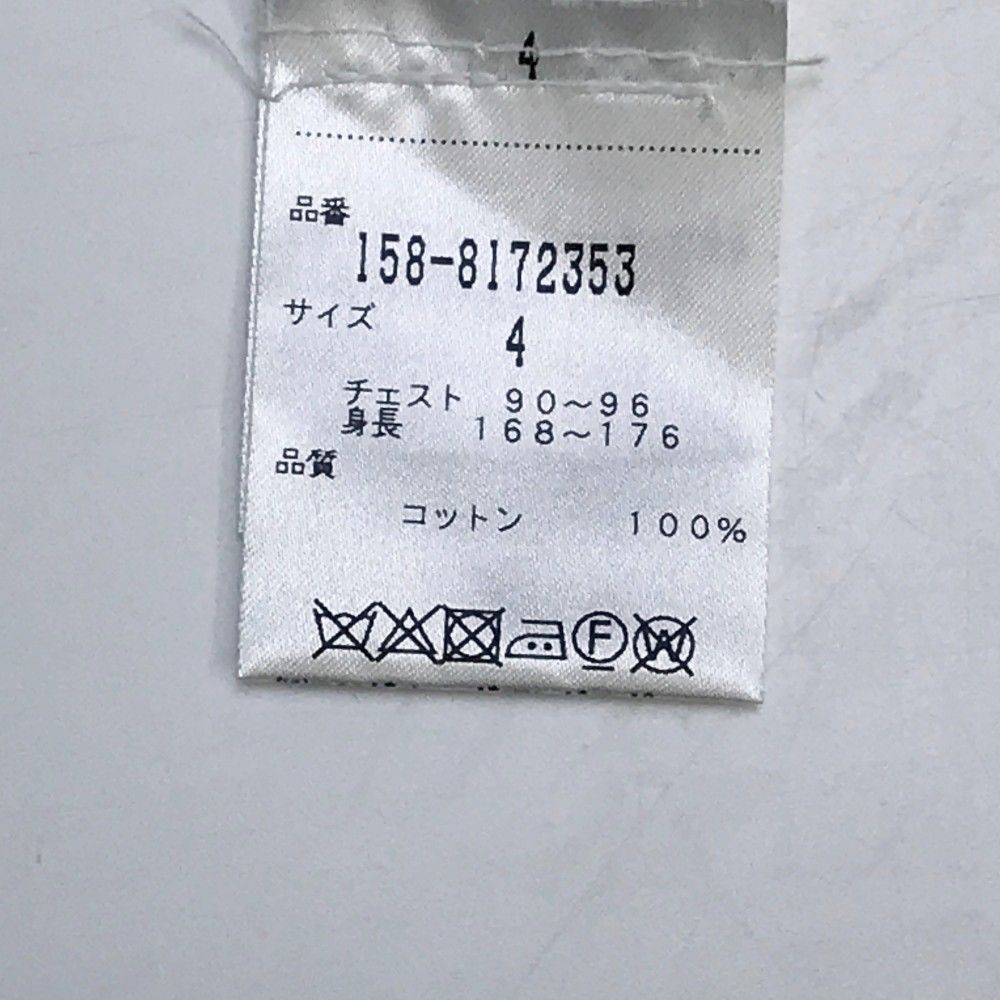 4
品番
158-8172353
サイズ
4
チェスト 90~96
身長 168~176
品質
コットン 100%
F W